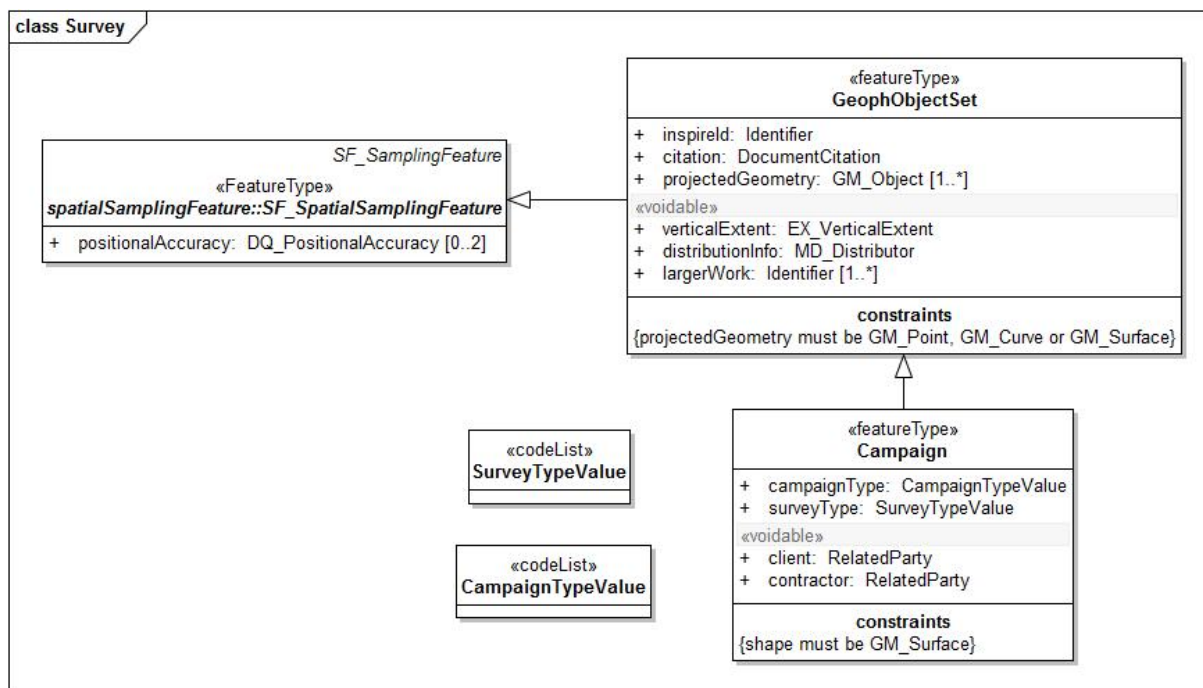 class Survey
«featureType»
GeophObjectSet
+ inspireId: Identifier
+ citation: DocumentCitation
+ projectedGeometry: GM_Object [1..*]
«voidable»
+ verticalExtent: EX_VerticalExtent
+ distributionInfo: MD_Distributor
+ largerWork: Identifier [1..*]
constraints
{projectedGeometry must be GM_Point, GM_Curve or GM_Surface}
SF_SamplingFeature
«FeatureType»
spatialSamplingFeature::SF_SpatialSamplingFeature
+ positionalAccuracy: DQ_PositionalAccuracy [0..2]
«featureType»
Campaign
+ campaignType: CampaignTypeValue
+ surveyType: SurveyTypeValue
«voidable»
+ client: RelatedParty
+ contractor: RelatedParty
constraints
{shape must be GM_Surface}
«codeList»
SurveyTypeValue
«codeList»
CampaignTypeValue